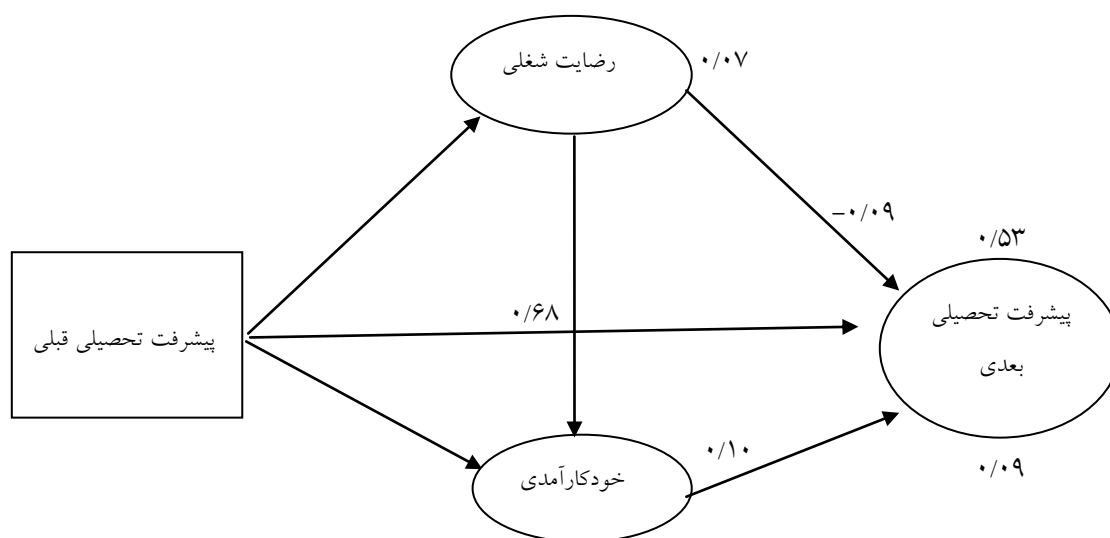 رضایت شغلی
۰/۰۷
-۰/۰۹
۰/۵۳
۰/۶۸
پیشرفت تحصیلی قبلی
پیشرفت تحصیلی
بعدی
۰/۱۰
خودکارآمدی
۰/۰۹